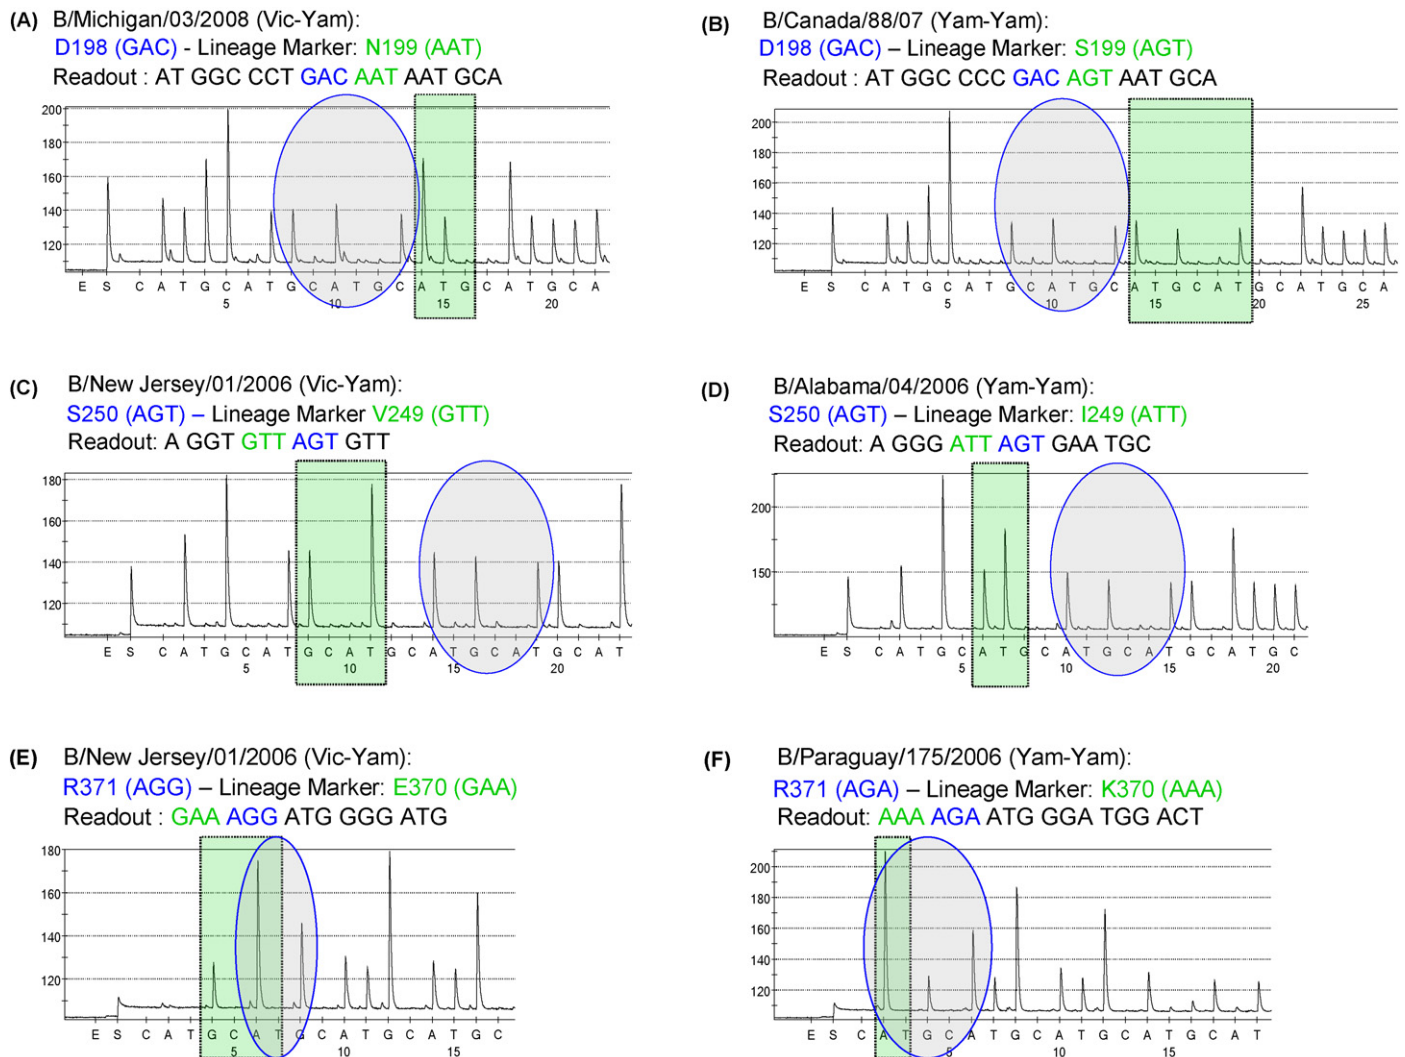 (A) B/Michigan/03/2008 (Vic-Yam):
D198 (GAC) - Lineage Marker: N199 (AAT)
Readout : AT GGC CCT GAC AAT AAT GCA
200
180
160
140
120
E S C A T G C A T G C A T G C A T G C A T G C A
5 10 15 20
(B) B/Canada/88/07 (Yam-Yam):
D198 (GAC) – Lineage Marker: S199 (AGT)
Readout : AT GGC CCC GAC AGT AAT GCA
200
180
160
140
120
E S C A T G C A T G C A T G C A T G C A T G C A T G C A
5 10 15 20 25
(C) B/New Jersey/01/2006 (Vic-Yam):
S250 (AGT) – Lineage Marker V249 (GTT)
Readout: A GGT GTT AGT GTT
180
160
140
120
E S C A T G C A T G C A T G C A T G C A T G C A T
5 10 15 20
(D) B/Alabama/04/2006 (Yam-Yam):
S250 (AGT) – Lineage Marker: I249 (ATT)
Readout: A GGG ATT AGT GAA TGC
200
150
E S C A T G C A T G C A T G C A T G C A T G C
5 10 15 20
(E) B/New Jersey/01/2006 (Vic-Yam):
R371 (AGG) – Lineage Marker: E370 (GAA)
Readout : GAA AGG ATG GGG ATG
180
160
140
120
E S C A T G C A T G C A T G C A T G C
5 10 15
(F) B/Paraguay/175/2006 (Yam-Yam):
R371 (AGA) – Lineage Marker: K370 (AAA)
Readout: AAA AGA ATG GGA TGG ACT
200
180
160
140
120
E S C A T G C A T G C A T G C A T G C A T
5 10 15